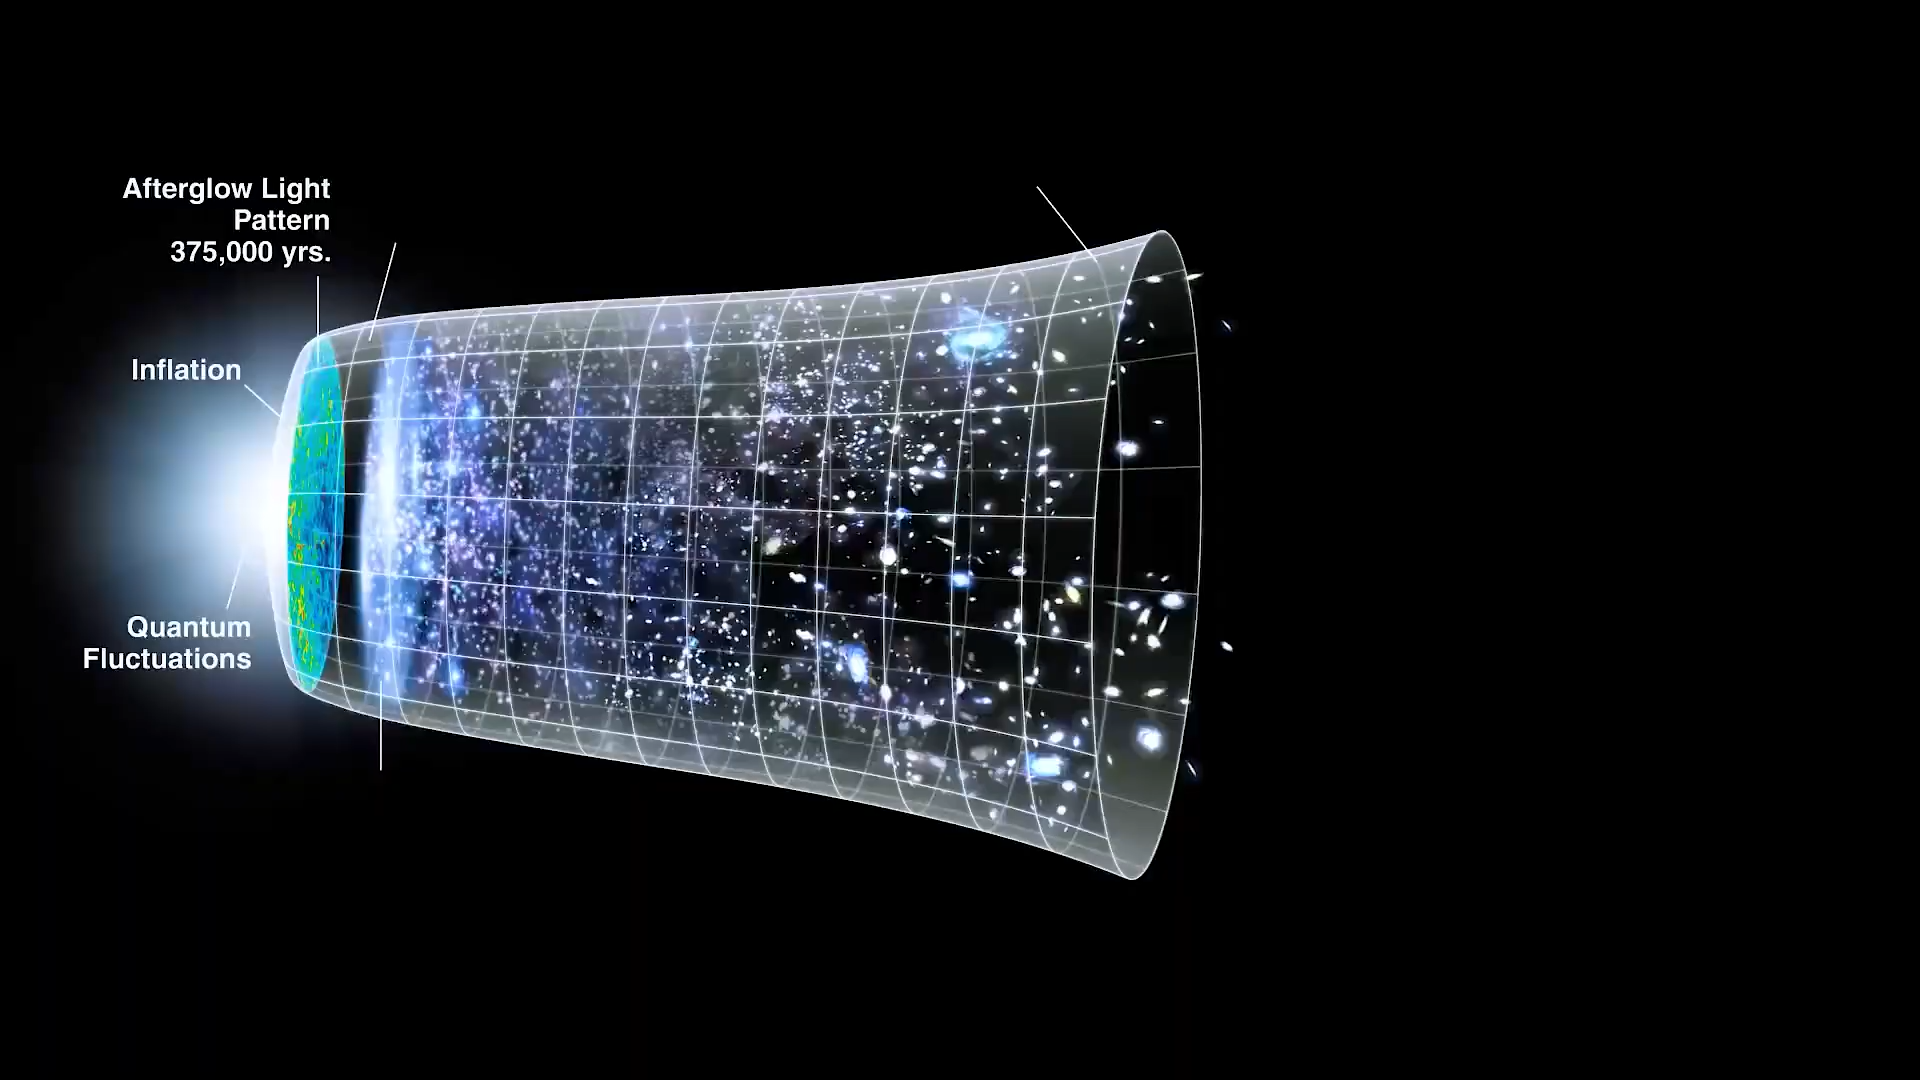 Afterglow Light
Pattern
375,000 yrs.
Inflation
Quantum
Fluctuations